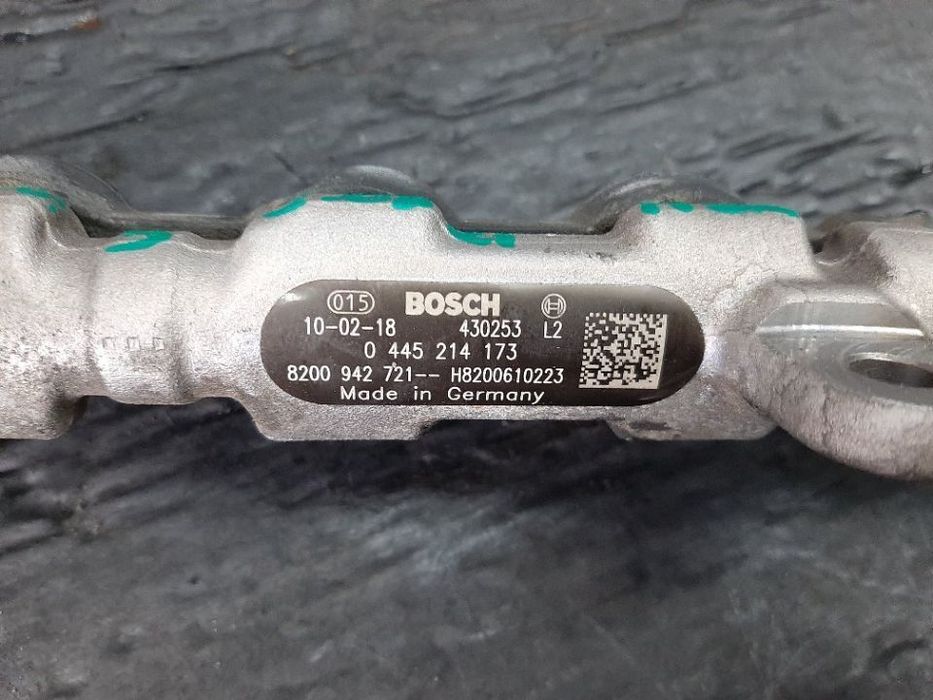 015 BOSCH
10-02-18 430253 L2
0 445 214 173
8200 942 721-- H8200610223
Made in Germany